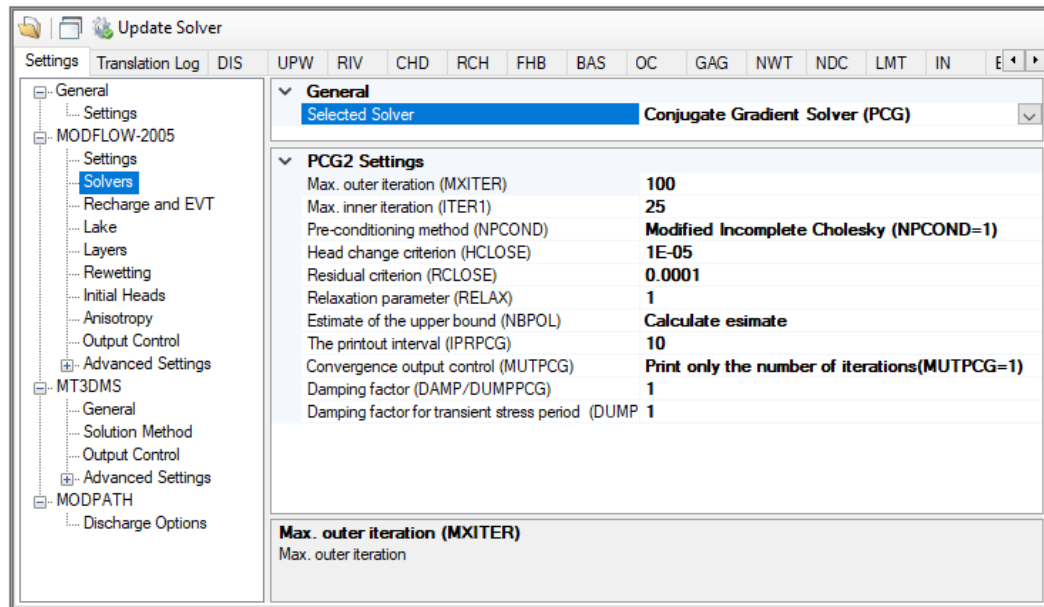 Update Solver
Settings Translation Log DIS UPW RIV CHD RCH FHB BAS OC GAG NWT NDC LMT IN
General
Settings
MODFLOW-2005
Settings
Solvers
Recharge and EVT
Lake
Layers
Rewetting
Initial Heads
Anisotropy
Output Control
Advanced Settings
MT3DMS
General
Solution Method
Output Control
Advanced Settings
MODPATH
Discharge Options
General
Selected Solver Conjugate Gradient Solver (PCG)
PCG2 Settings
Max. outer iteration (MXITER) 100
Max. inner iteration (ITER1) 25
Pre-conditioning method (NPCOND) Modified Incomplete Cholesky (NPCOND=1)
Head change criterion (HCLOSE) 1E-05
Residual criterion (RCLOSE) 0.0001
Relaxation parameter (RELAX) 1
Estimate of the upper bound (NBPOL) Calculate esimate
The printout interval (IPRPCG) 10
Convergence output control (MUTPCG) Print only the number of iterations(MUTPCG=1)
Damping factor (DAMP/DUMPPCG) 1
Damping factor for transient stress period (DUMP 1
Max. outer iteration (MXITER)
Max. outer iteration